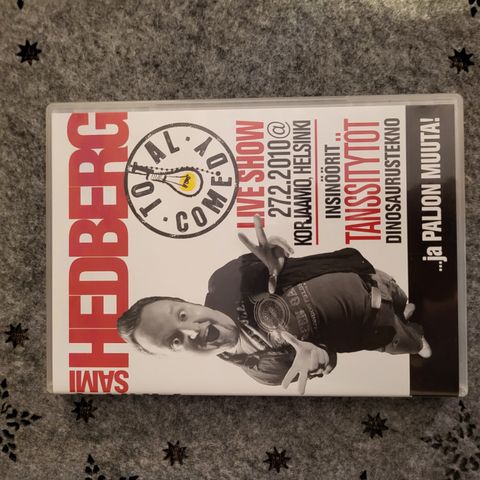 SAMI
HEDBERG
TOTAL · COMEDY ·
LIVE SHOW
27.2.2010@
KORJAAMO HELSINKI
INSINÖÖRIT
TANSSITYTÖT
DINOSAURUSTEKNO
...ja PALJON MUUTA!